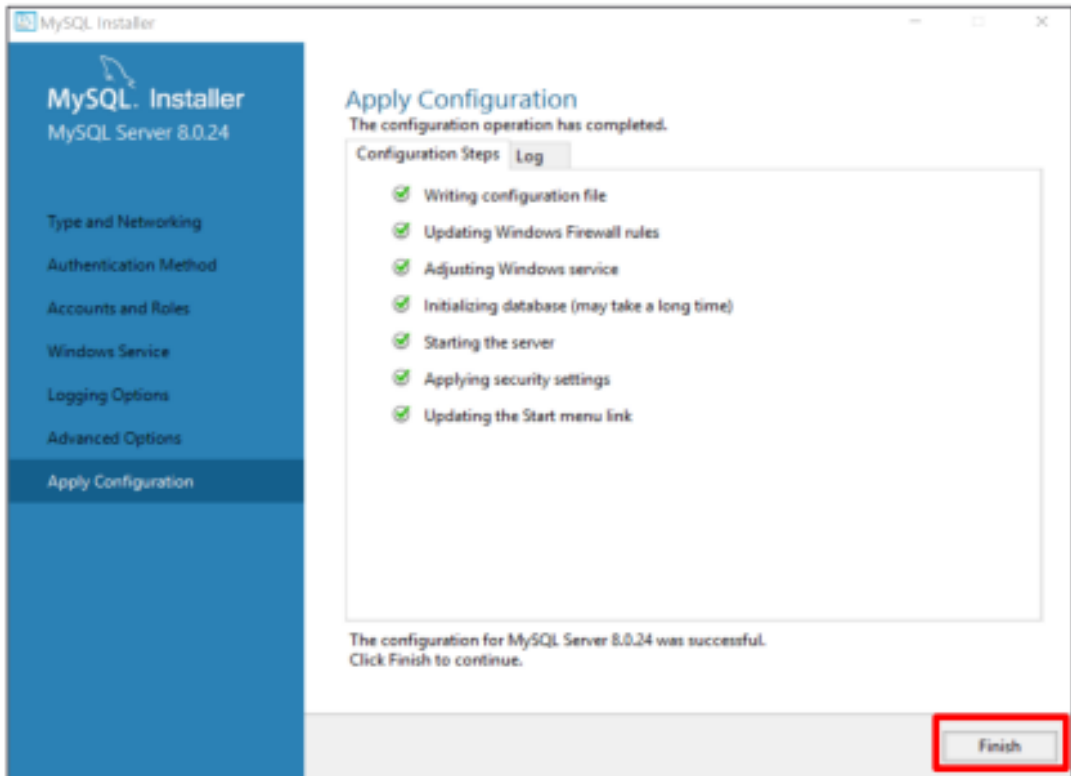 MySQL Installer
MySQL. Installer
MySQL Server 8.0.24
Type and Networking
Authentication Method
Accounts and Roles
Windows Service
Logging Options
Advanced Options
Apply Configuration
Apply Configuration
The configuration operation has completed.
Configuration Steps
Log
Writing configuration file
Updating Windows Firewall rules
Adjusting Windows service
Initializing database (may take a long time)
Starting the server
Applying security settings
Updating the Start menu link
The configuration for MySQL Server 8.0.24 was successful.
Click Finish to continue.
Finish